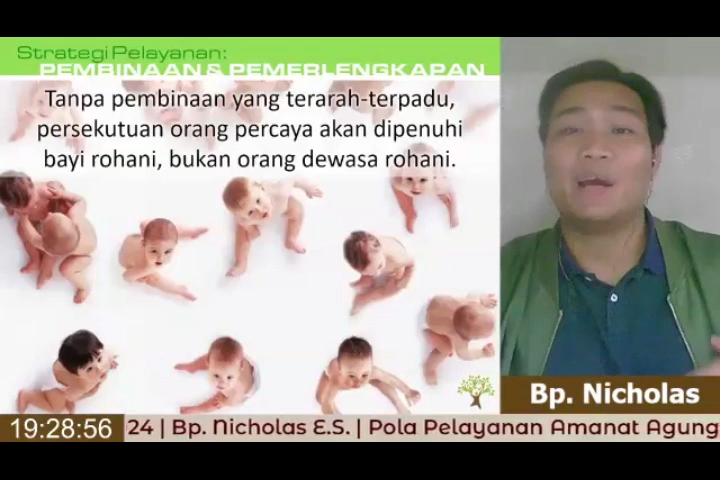 Strategi Pelayanan:
PEMBINAAN & PEMERLENGKAPAN
Tanpa pembinaan yang terarah-terpadu,
persekutuan orang percaya akan dipenuhi
bayi rohani, bukan orang dewasa rohani.
Bp. Nicholas
19:28:56
24 | Bp. Nicholas E.S. | Pola Pelayanan Amanat Agung